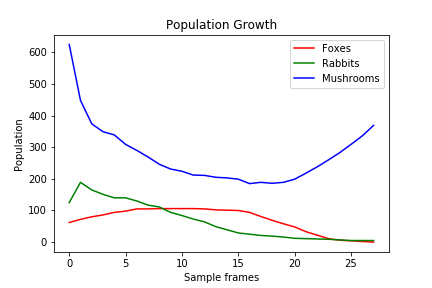 Population Growth
Foxes
Rabbits
Mushrooms
Population
600
500
400
300
200
100
0
0 5 10 15 20 25
Sample frames